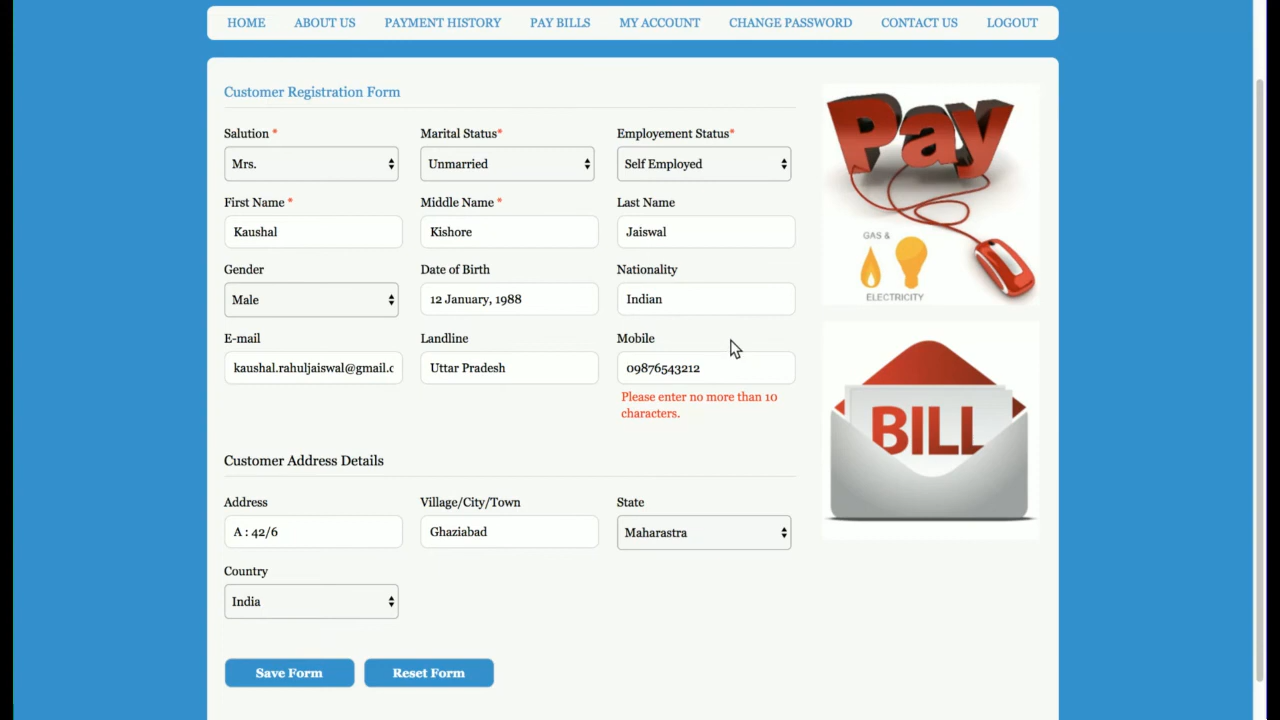 HOME ABOUT US PAYMENT HISTORY PAY BILLS MY ACCOUNT CHANGE PASSWORD CONTACT US LOGOUT
Customer Registration Form
Salution * Marital Status* Employement Status*
Mrs. Unmarried Self Employed
First Name * Middle Name * Last Name
Kaushal Kishore Jaiswal
Gender Date of Birth Nationality
Male 12 January, 1988 Indian
E-mail Landline Mobile
kaushal.rahuljaiswal@gmail.c Uttar Pradesh 09876543212
Please enter no more than 10
characters.
Customer Address Details
Address Village/City/Town State
A : 42/6 Ghaziabad Maharastra
Country
India
Save Form Reset Form
Pay
GAS &
ELECTRICITY
BILL